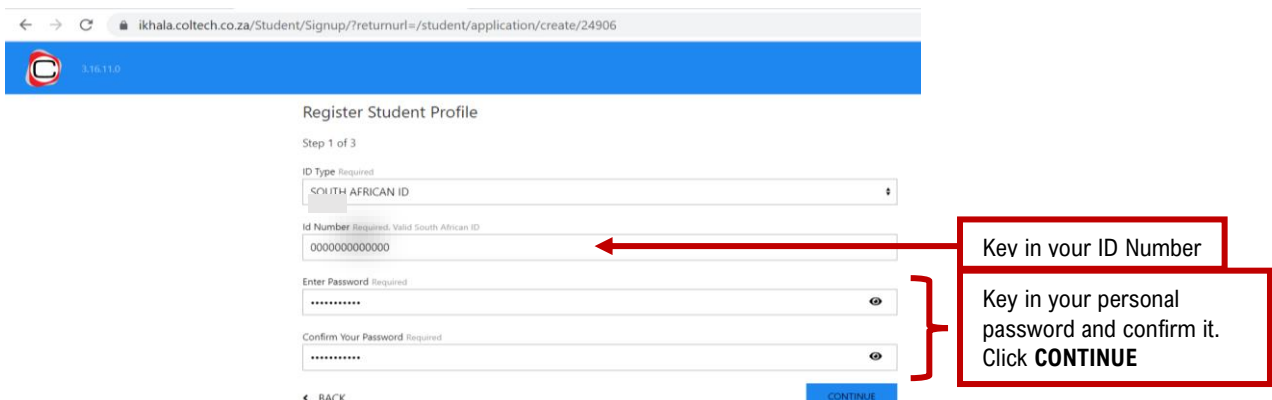 ikhala.coltech.co.za/Student/Signup/?returnurl=/student/application/create/24906
C 3.16.11.0
Register Student Profile
Step 1 of 3
ID Type Required
SOUTH AFRICAN ID
Id Number Required, Valid South African ID
0000000000000
Key in your ID Number
Enter Password Required
•••••••••••
Key in your personal
password and confirm it.
Click CONTINUE
Confirm Your Password Required
•••••••••••
BACK
CONTINUE